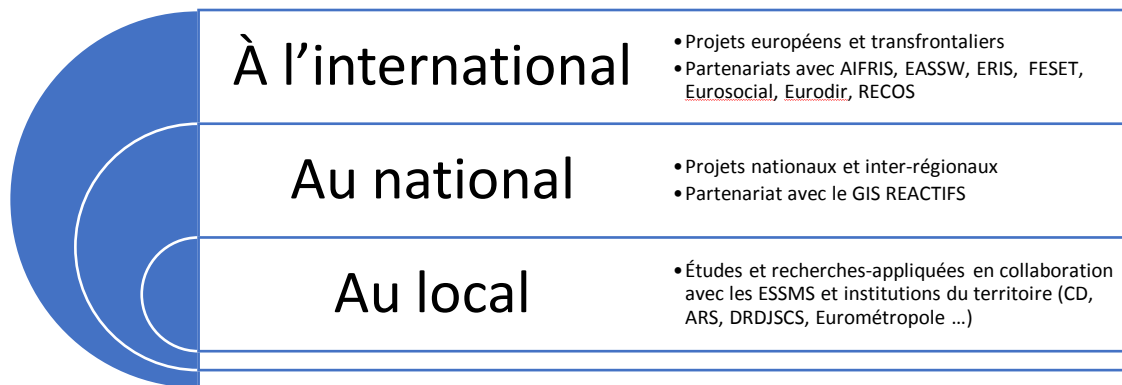 À l'international
• Projets européens et transfrontaliers
• Partenariats avec AIFRIS, EASSW, ERIS, FESET,
Eurosocial, Eurodir, RECOS
Au national
• Projets nationaux et inter-régionaux
• Partenariat avec le GIS REACTIFS
Au local
• Études et recherches-appliquées en collaboration
avec les ESSMS et institutions du territoire (CD,
ARS, DRDJSCS, Eurométropole ...)